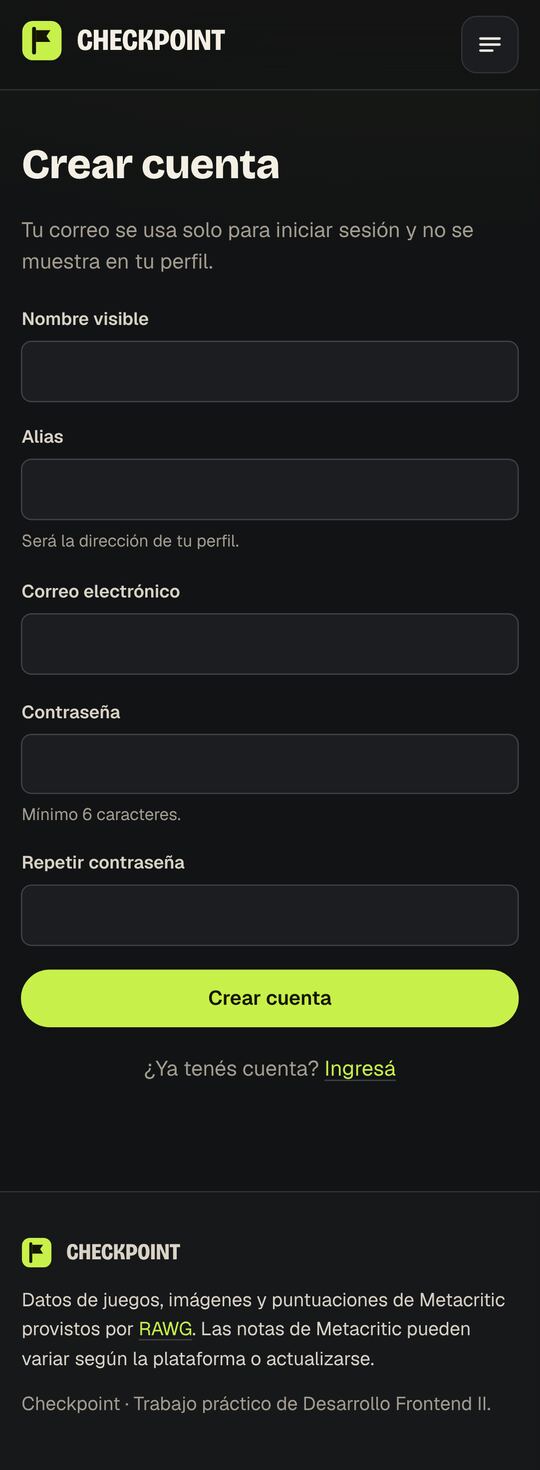 CHECKPOINT
Crear cuenta
Tu correo se usa solo para iniciar sesión y no se
muestra en tu perfil.
Nombre visible
Alias
Será la dirección de tu perfil.
Correo electrónico
Contraseña
Mínimo 6 caracteres.
Repetir contraseña
Crear cuenta
¿Ya tenés cuenta? Ingresá
CHECKPOINT
Datos de juegos, imágenes y puntuaciones de Metacritic
provistos por RAWG. Las notas de Metacritic pueden
variar según la plataforma o actualizarse.
Checkpoint · Trabajo práctico de Desarrollo Frontend II.